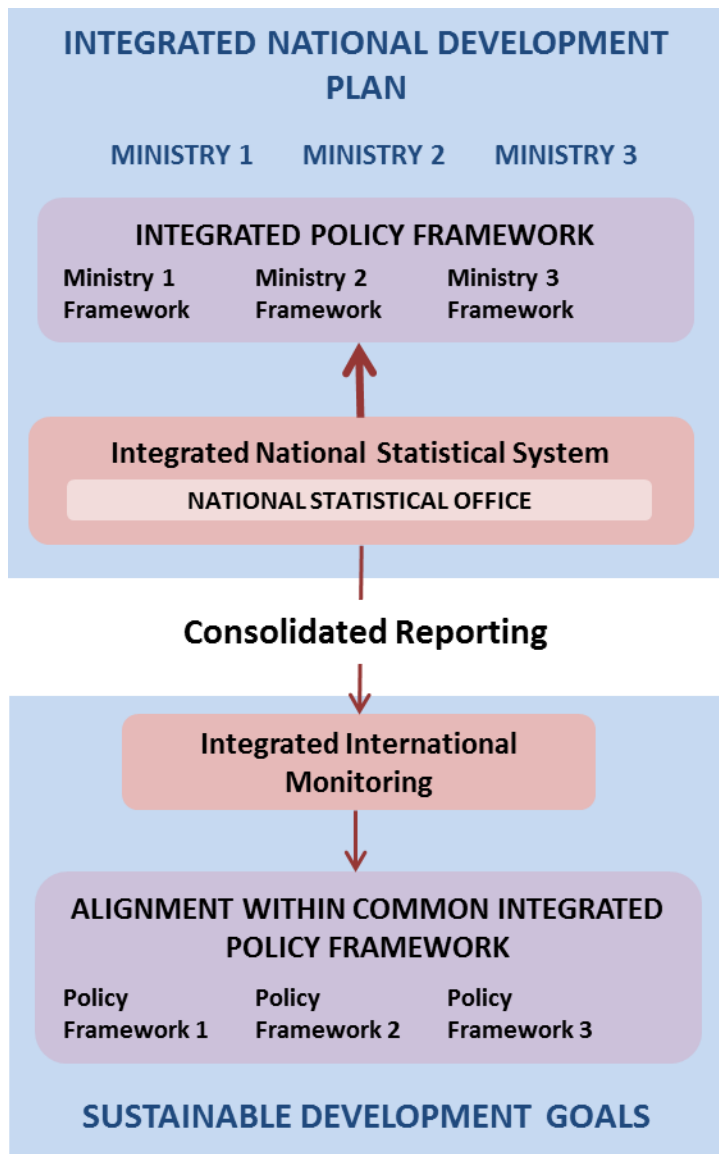 INTEGRATED NATIONAL DEVELOPMENT
PLAN
MINISTRY 1 MINISTRY 2 MINISTRY 3
INTEGRATED POLICY FRAMEWORK
Ministry 1 Ministry 2 Ministry 3
Framework Framework Framework
Integrated National Statistical System
NATIONAL STATISTICAL OFFICE
Consolidated Reporting
Integrated International
Monitoring
ALIGNMENT WITHIN COMMON INTEGRATED
POLICY FRAMEWORK
Policy Policy Policy
Framework 1 Framework 2 Framework 3
SUSTAINABLE DEVELOPMENT GOALS